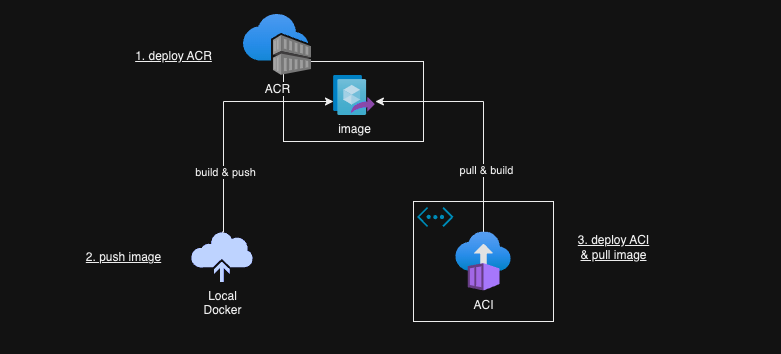 1. deploy ACR
ACR
image
build & push
pull & build
2. push image
Local
Docker
ACI
3. deploy ACI
& pull image